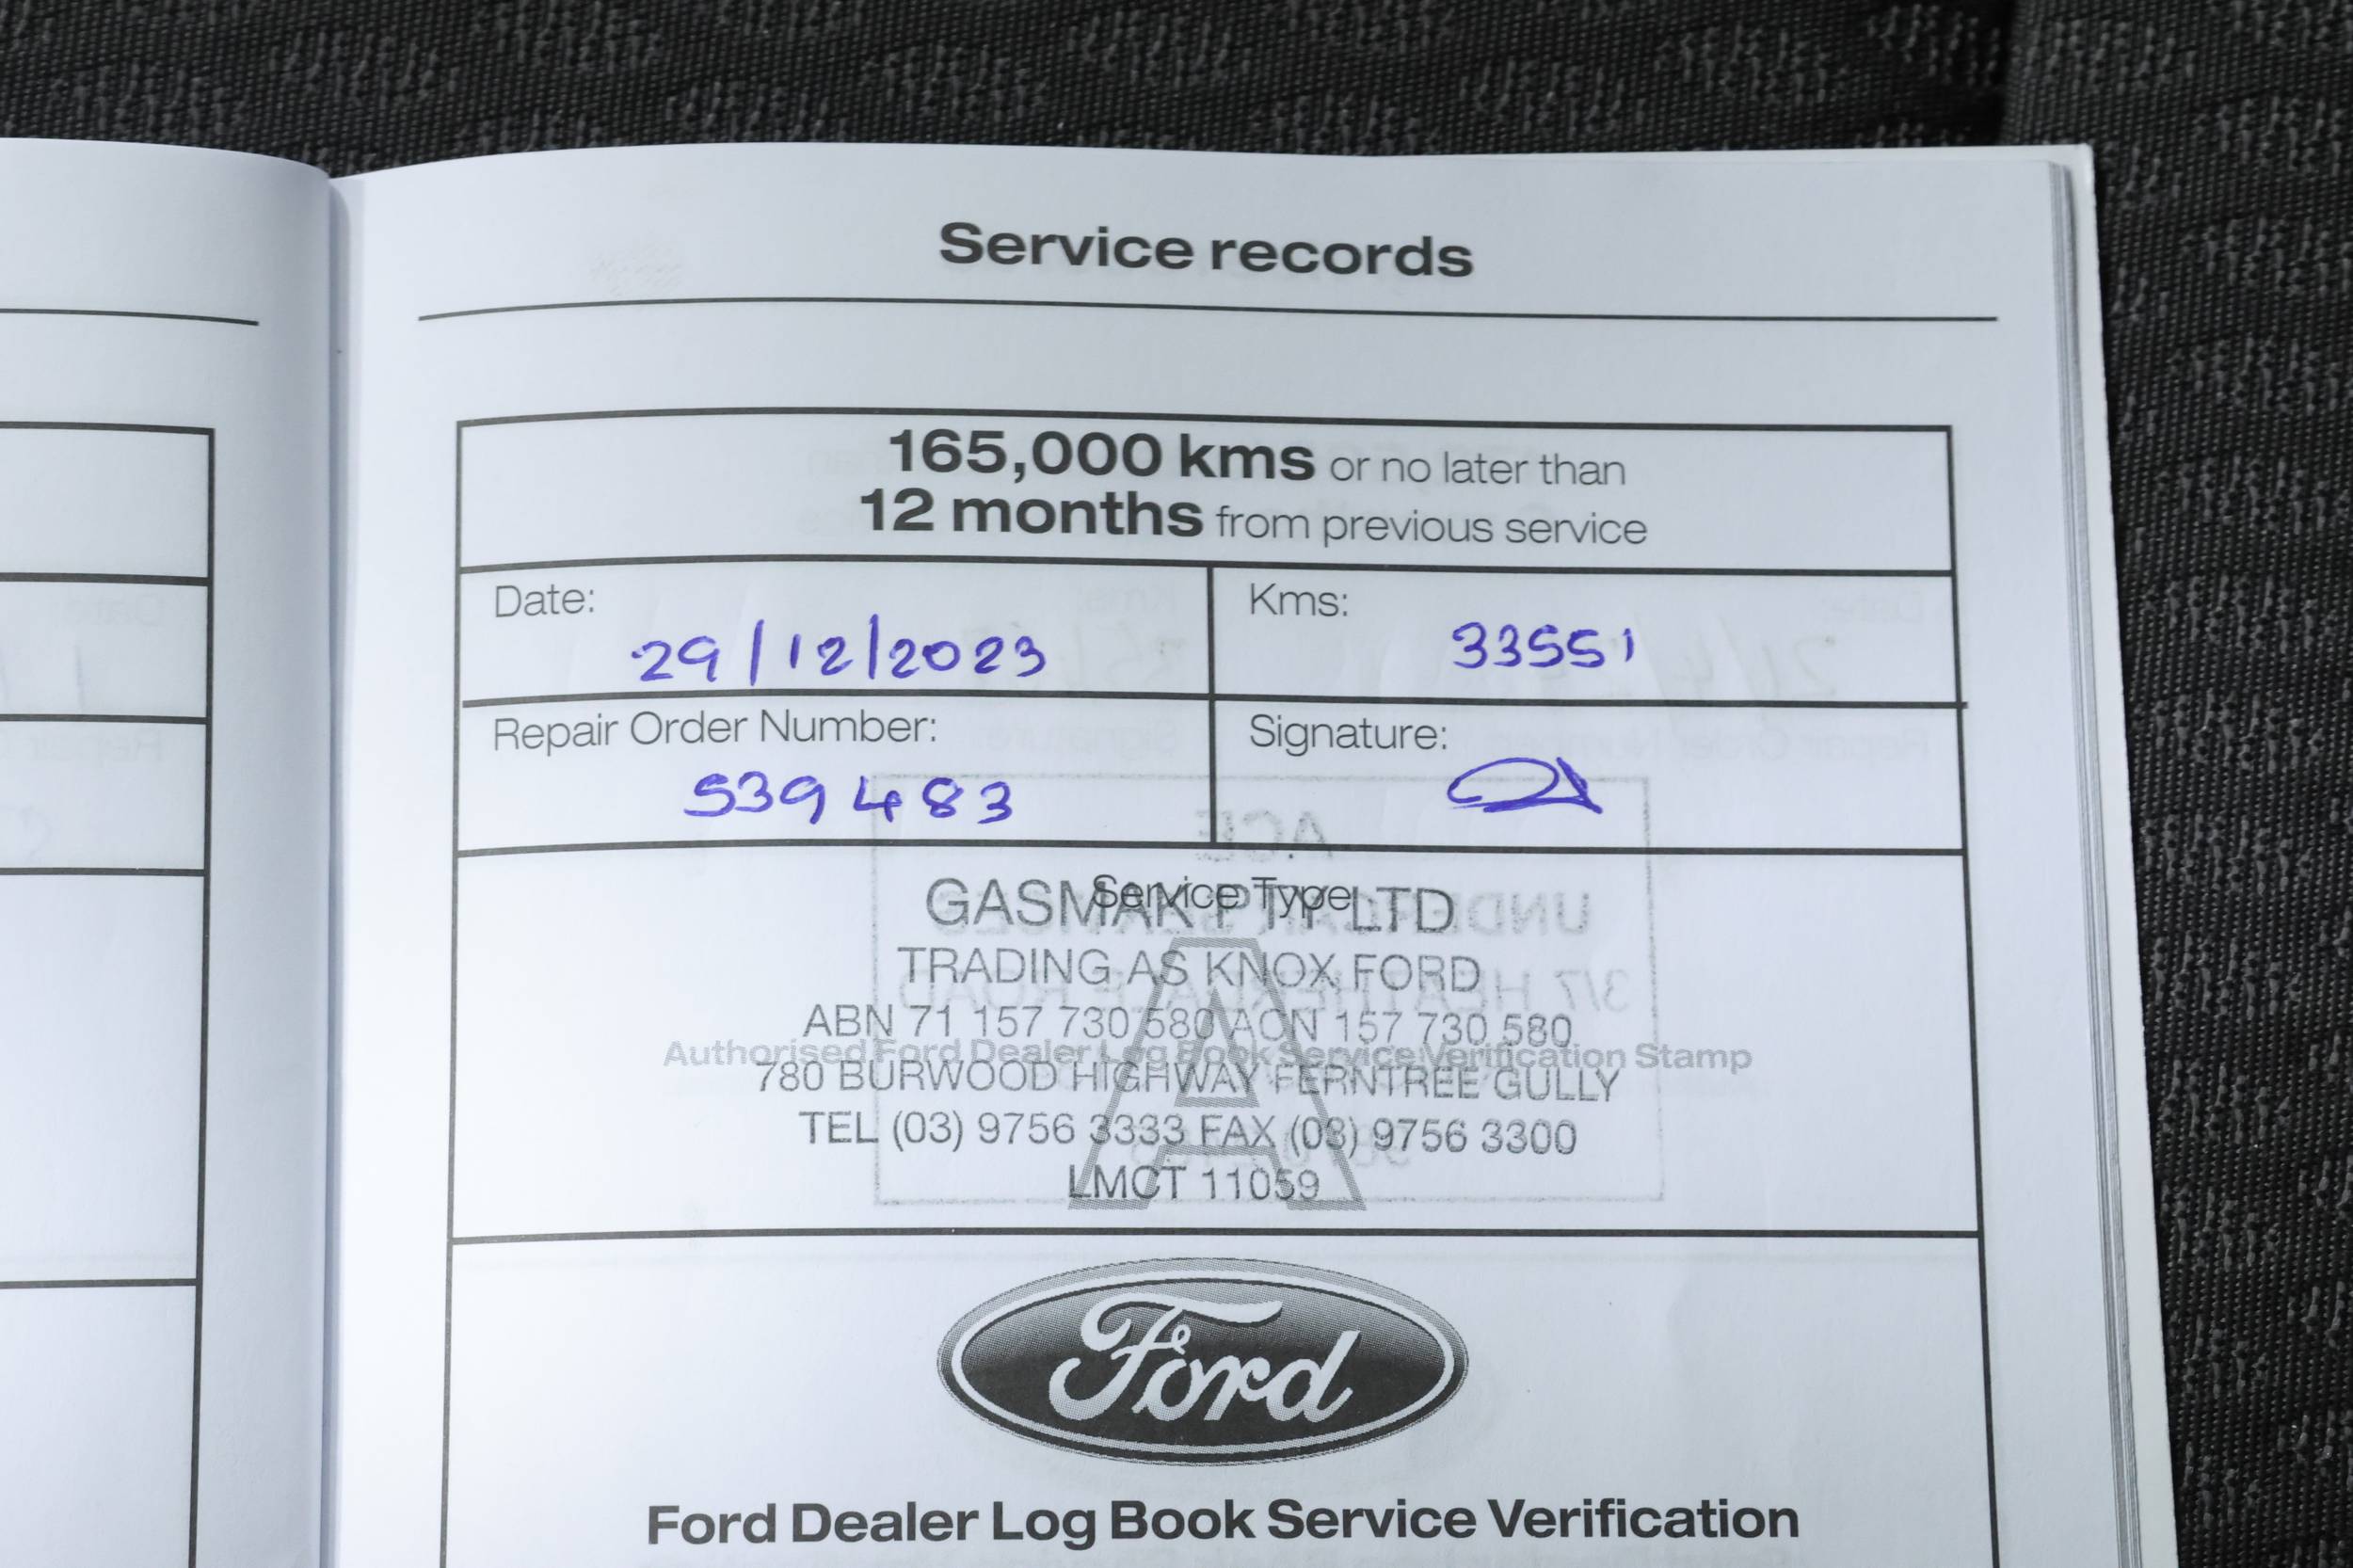 Service records
165,000 kms or no later than
12 months from previous service
Date:
29/12/2023
Kms:
33551
Repair Order Number:
539483
Signature:
Service Type
GASMAK PTY LTD
TRADING AS KNOX FORD
ABN 71 157 730 580 ACN 157 730 580
Authorised Ford Dealer Log Book Service Verification Stamp
780 BURWOOD HIGHWAY FERNTREE GULLY
TEL (03) 9756 3333 FAX (03) 9756 3300
LMCT 11059
A
Ford
Ford Dealer Log Book Service Verification